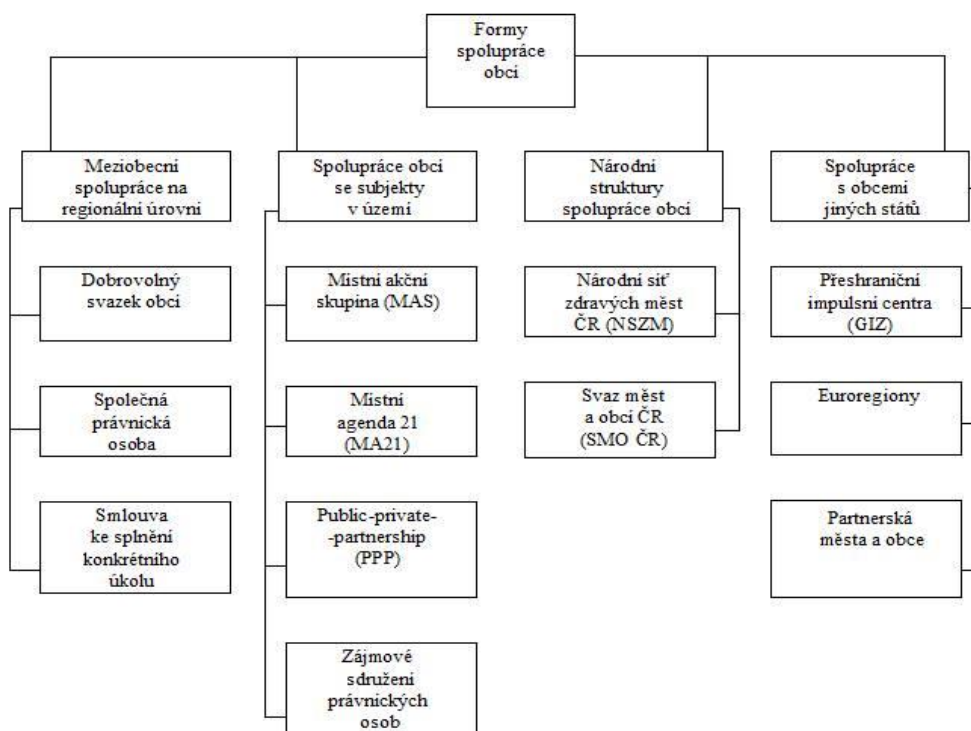 Formy
spolupráce
obcí
Meziobecní
spolupráce na
regionální úrovni
Dobrovolný
svazek obcí
Společná
právnická
osoba
Smlouva
ke splnění
konkrétního
úkolu
Spolupráce obcí
se subjekty
v území
Místní akční
skupina (MAS)
Místní
agenda 21
(MA21)
Public-private-
-partnership
(PPP)
Zájmové
sdružení
právnických
osob
Národní
struktury
spolupráce obcí
Národní síť
zdravých měst
ČR (NSZM)
Svaz měst
a obcí ČR
(SMO ČR)
Spolupráce
s obcemi
jiných států
Přeshraniční
impulsní centra
(GIZ)
Euroregiony
Partnerská
města a obce